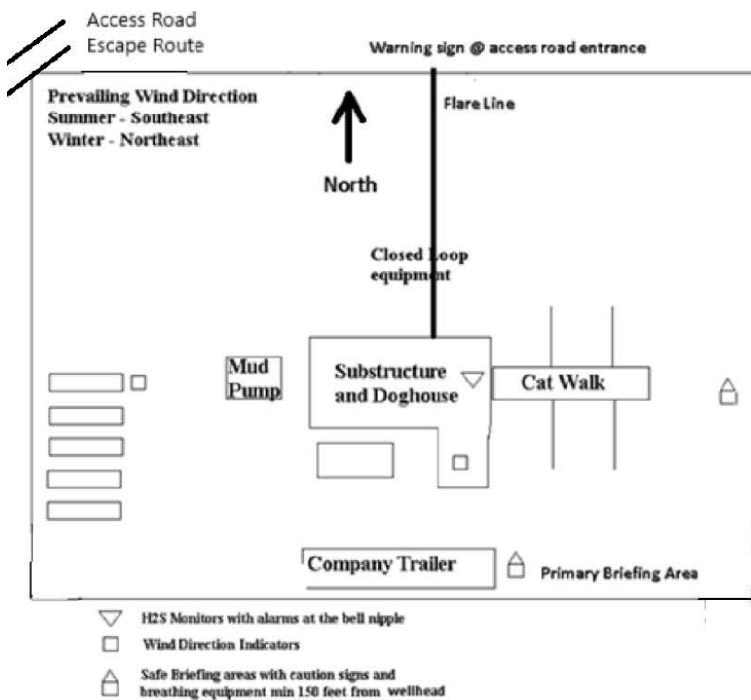 Access Road
Escape Route
Warning sign @ access road entrance
Prevailing Wind Direction
Summer - Southeast
Winter - Northeast
Flare Line
North
Closed Loop
equipment
Mud
Pump
Substructure
and Doghouse
Cat Walk
Company Trailer
Primary Briefing Area
H2S Monitors with alarms at the bell nipple
Wind Direction Indicators
Safe Briefing areas with caution signs and
breathing equipment min 150 feet from wellhead